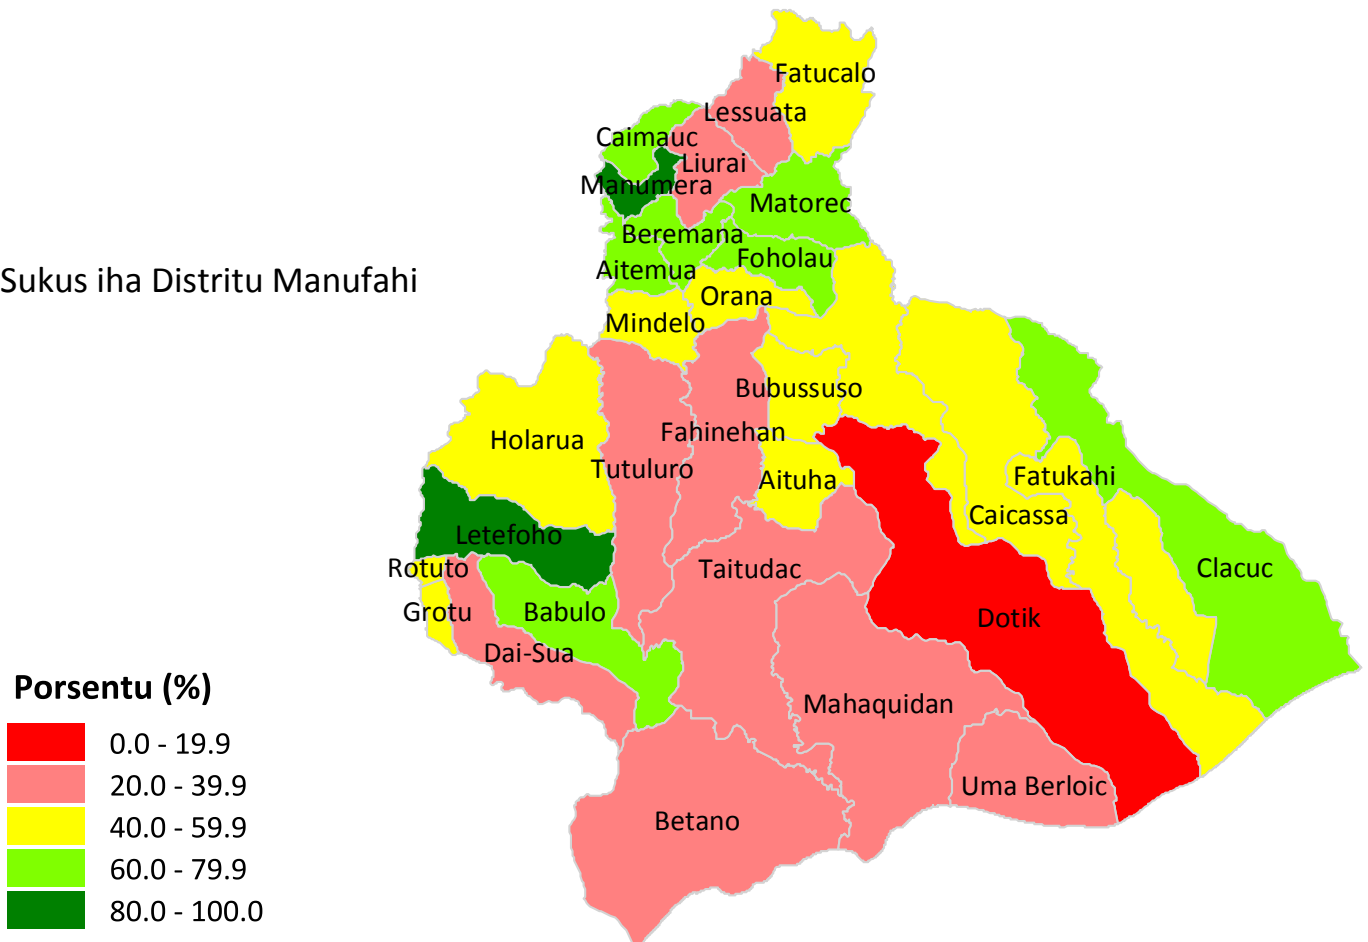 Fatucalo
Lessuata
Caimauc
Liurai
Manumera
Matorec
Beremana
Foholau
Aitemua
Sukus iha Distritu Manufahi
Orana
Mindelo
Bubussuso
Fahinehan
Holarua
Tutuluro
Aituha
Fatukahi
Caicassa
Letefoho
Rotuto
Taitudac
Clacuc
Grotu
Babulo
Dotik
Dai-Sua
Mahaquidan
Uma Berloic
Betano
Porsentu (%)
0.0 - 19.9
20.0 - 39.9
40.0 - 59.9
60.0 - 79.9
80.0 - 100.0